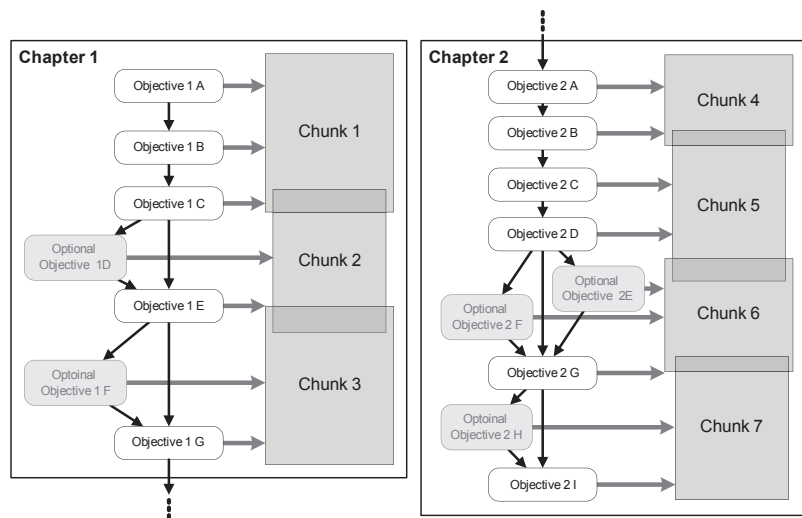 Chapter 1
Objective 1 A
Objective 1 B
Objective 1 C
Optional
Objective 1D
Objective 1 E
Optoinal
Objective 1 F
Objective 1 G
Chunk 1
Chunk 2
Chunk 3
Chapter 2
Objective 2 A
Objective 2 B
Objective 2 C
Objective 2 D
Optional
Objective 2E
Optional
Objective 2 F
Objective 2 G
Optoinal
Objective 2 H
Objective 2 I
Chunk 4
Chunk 5
Chunk 6
Chunk 7